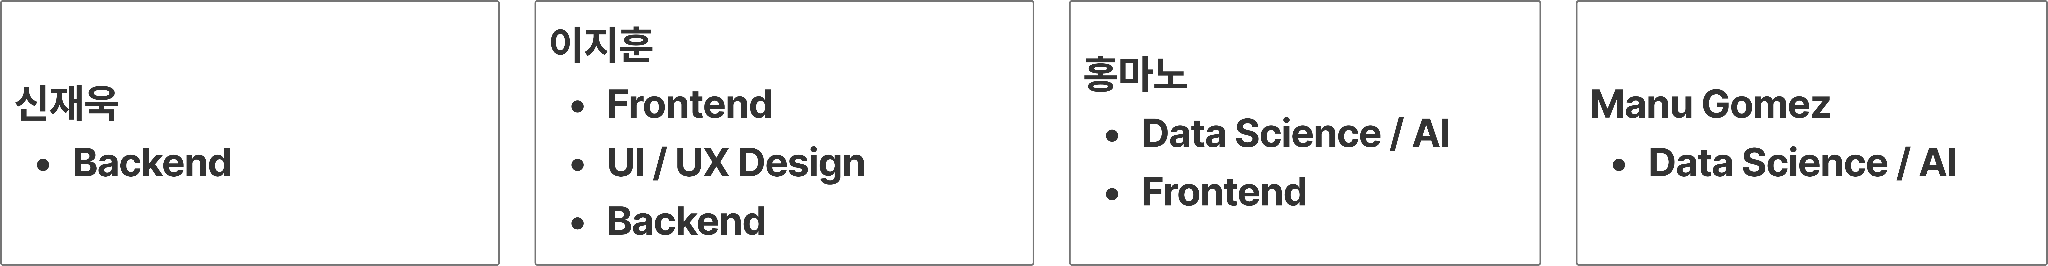 신재욱
• Backend
이지훈
• Frontend
• UI / UX Design
• Backend
홍마노
• Data Science / AI
• Frontend
Manu Gomez
• Data Science / AI